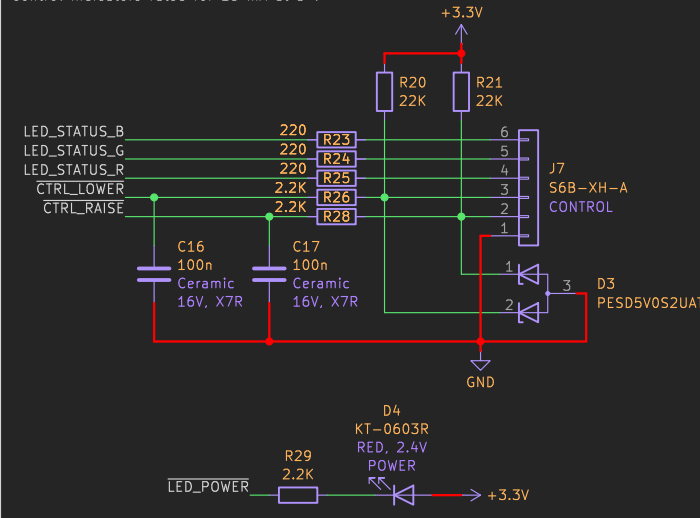 +3.3V
R20
22K
R21
22K
LED_STATUS_B
220
R23
6
LED_STATUS_G
220
R24
5
LED_STATUS_R
220
R25
4
CTRL_LOWER
2.2K
R26
3
CTRL_RAISE
2.2K
R28
2
1
J7
S6B-XH-A
CONTROL
C16
100n
Ceramic
16V, X7R
C17
100n
Ceramic
16V, X7R
1
2
3
D3
PESD5V0S2UAT
GND
D4
KT-0603R
RED, 2.4V
POWER
R29
2.2K
LED_POWER
+3.3V